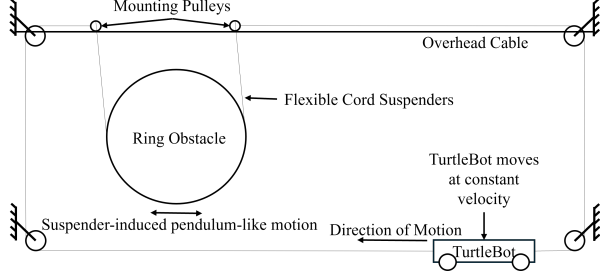 Mounting Pulleys
Overhead Cable
Flexible Cord Suspenders
Ring Obstacle
TurtleBot moves
at constant
velocity
Suspender-induced pendulum-like motion
Direction of Motion
TurtleBot